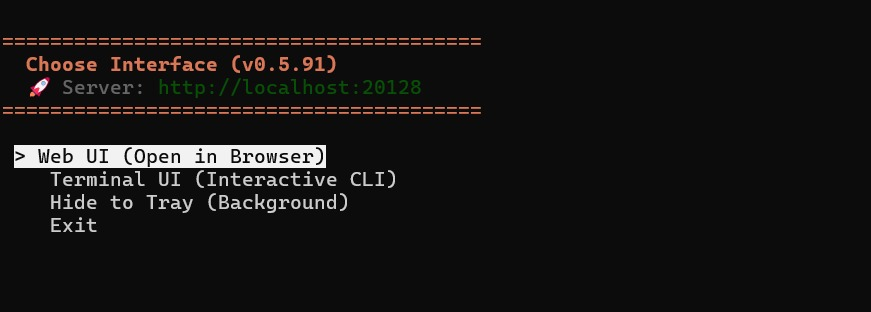 ========================================
Choose Interface (v0.5.91)
🚀 Server: http://localhost:20128
========================================
> Web UI (Open in Browser)
Terminal UI (Interactive CLI)
Hide to Tray (Background)
Exit